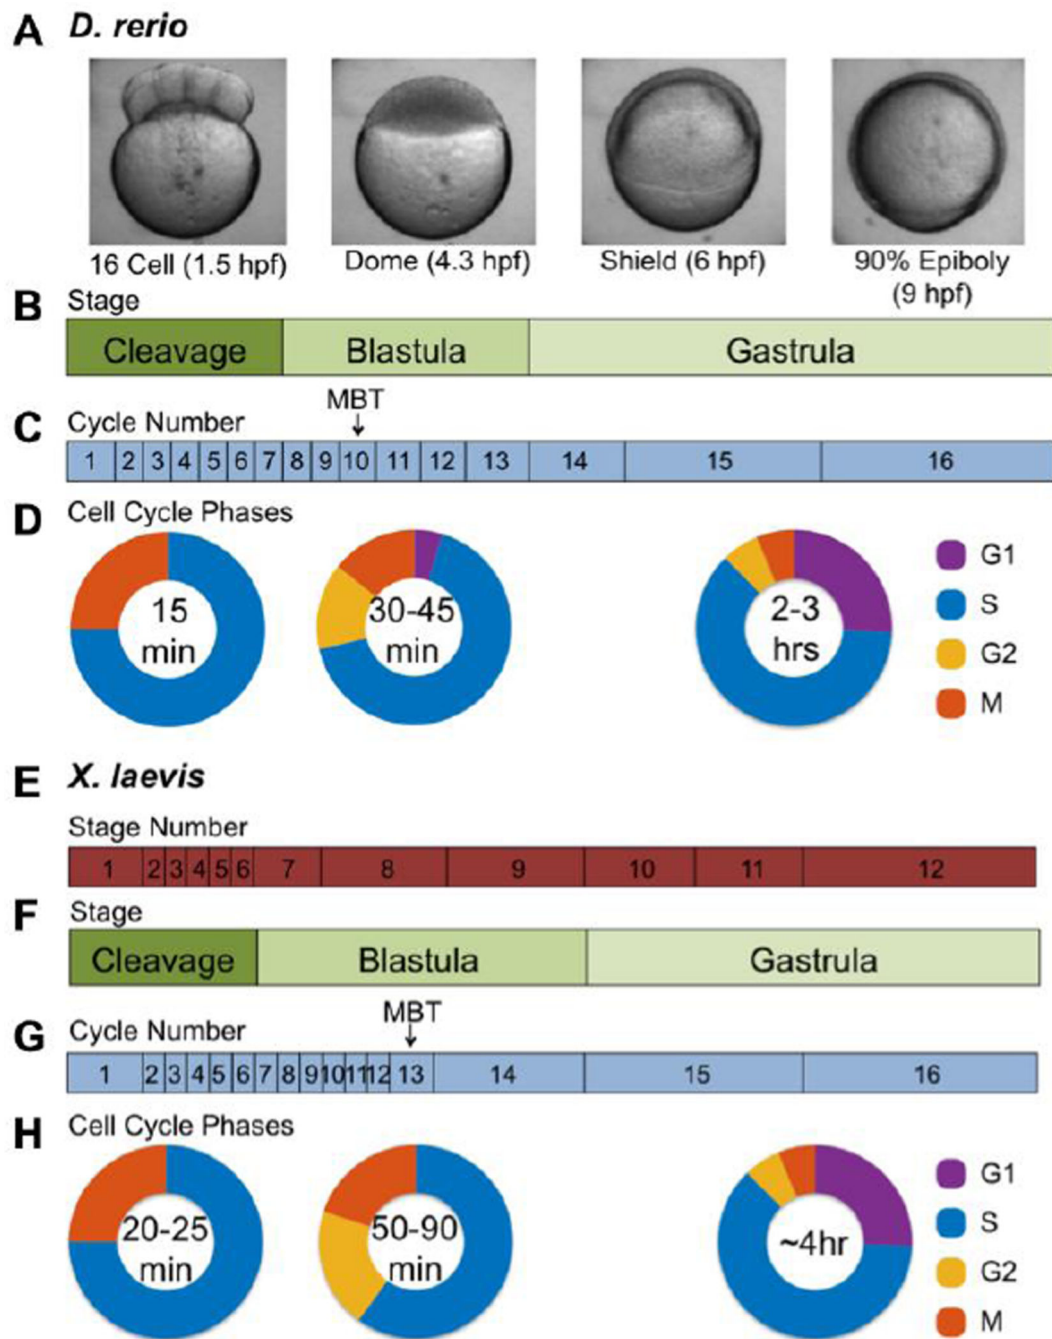 A D. rerio
16 Cell (1.5 hpf) Dome (4.3 hpf) Shield (6 hpf) 90% Epiboly
(9 hpf)
B Stage
Cleavage Blastula Gastrula
MBT
C Cycle Number
1 2 3 4 5 6 7 8 9 10 11 12 13 14 15 16
D Cell Cycle Phases
15
min
30-45
min
2-3
hrs
G1
S
G2
M
E X. laevis
Stage Number
1 2 3 4 5 6 7 8 9 10 11 12
F Stage
Cleavage Blastula Gastrula
MBT
G Cycle Number
1 2 3 4 5 6 7 8 9 10 11 12 13 14 15 16
H Cell Cycle Phases
20-25
min
50-90
min
~4hr
G1
S
G2
M